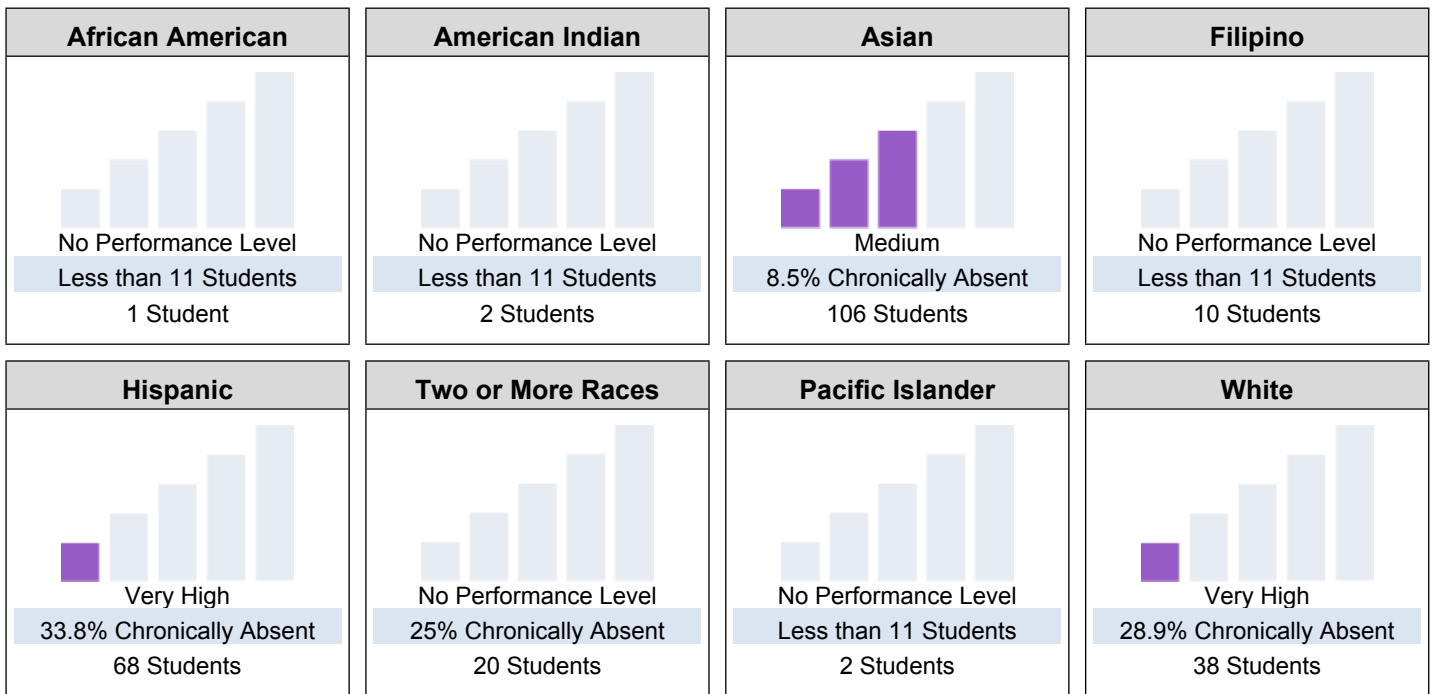 African American
No Performance Level
Less than 11 Students
1 Student
American Indian
No Performance Level
Less than 11 Students
2 Students
Asian
Medium
8.5% Chronically Absent
106 Students
Filipino
No Performance Level
Less than 11 Students
10 Students
Hispanic
Very High
33.8% Chronically Absent
68 Students
Two or More Races
No Performance Level
25% Chronically Absent
20 Students
Pacific Islander
No Performance Level
Less than 11 Students
2 Students
White
Very High
28.9% Chronically Absent
38 Students